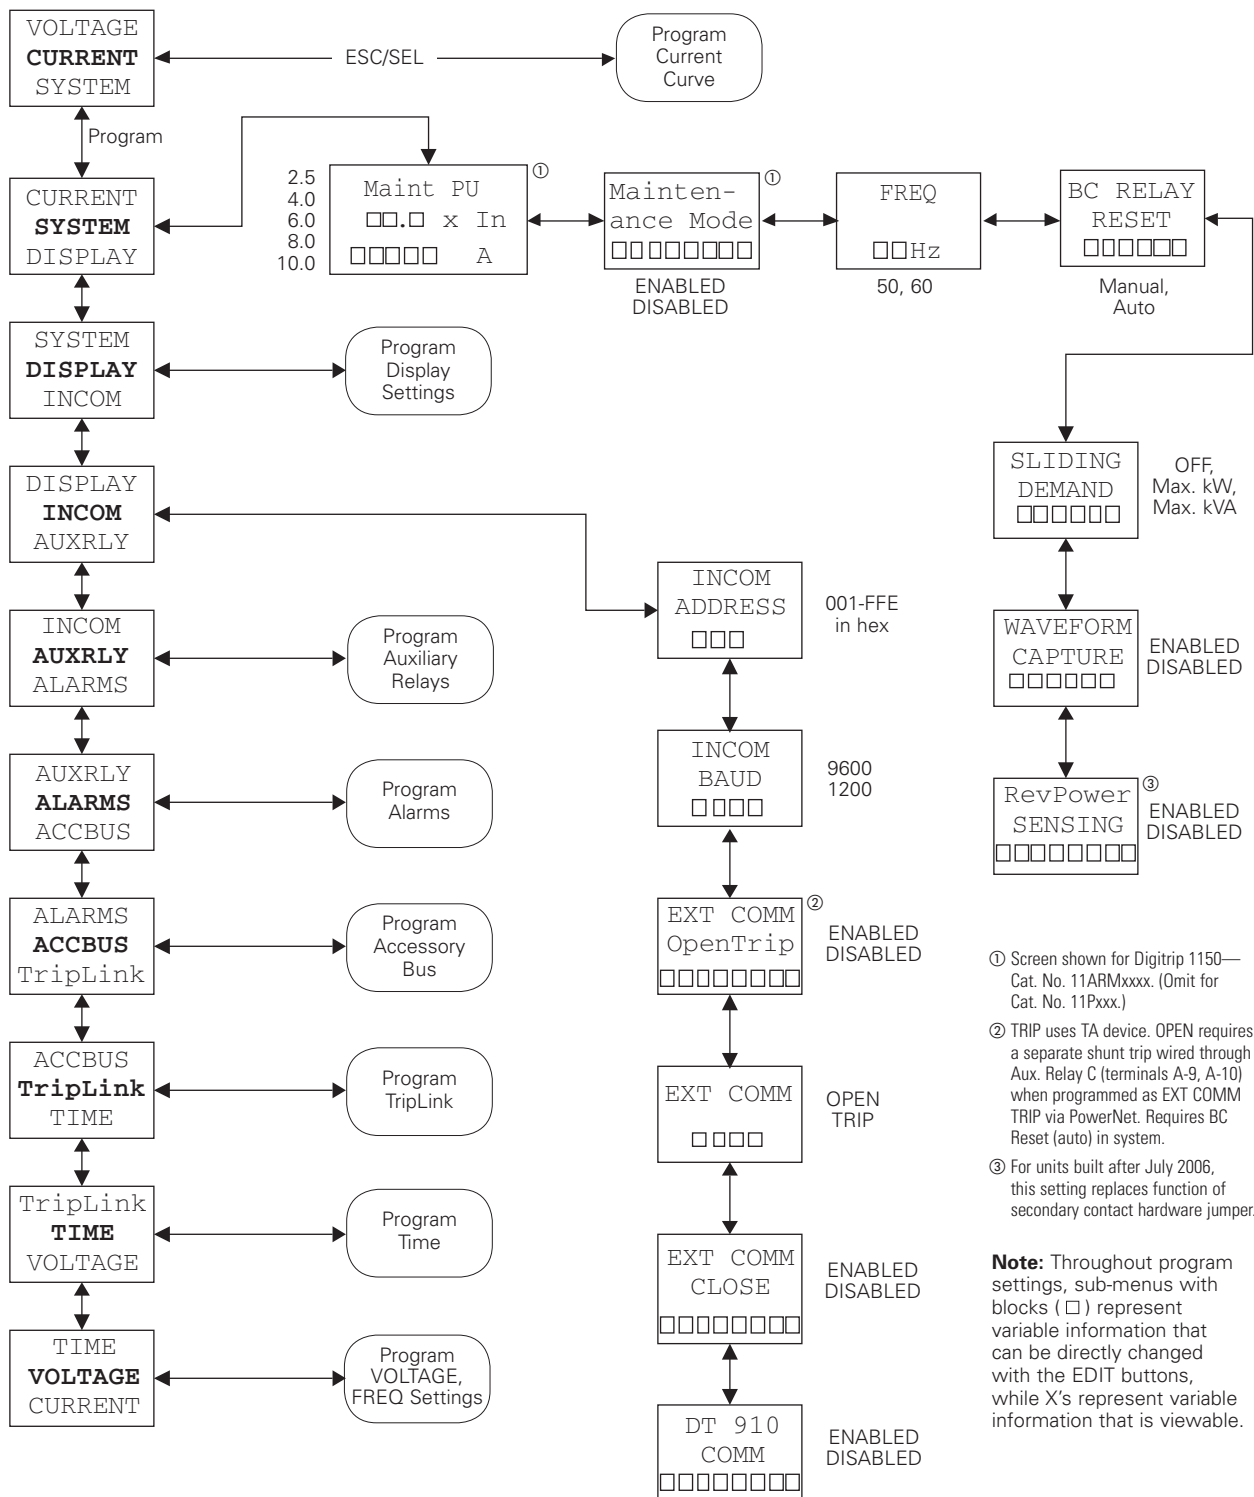 VOLTAGE
CURRENT
SYSTEM
ESC/SEL
Program
Current
Curve
Program
CURRENT
SYSTEM
DISPLAY
2.5
4.0
6.0
8.0
10.0
Maint PU
□□.□ x In
□□□□□ A
①
Mainten-
ance Mode
□□□□□□□□
①
ENABLED
DISABLED
FREQ
□□Hz
50, 60
BC RELAY
RESET
□□□□□□
Manual,
Auto
SYSTEM
DISPLAY
INCOM
Program
Display
Settings
SLIDING
DEMAND
□□□□□□
OFF,
Max. kW,
Max. kVA
DISPLAY
INCOM
AUXRLY
INCOM
ADDRESS
□□□
001-FFE
in hex
WAVEFORM
CAPTURE
□□□□□□
ENABLED
DISABLED
INCOM
AUXRLY
ALARMS
Program
Auxiliary
Relays
INCOM
BAUD
□□□□
9600
1200
RevPower
SENSING
□□□□□□□□
③
ENABLED
DISABLED
AUXRLY
ALARMS
ACCBUS
Program
Alarms
ALARMS
ACCBUS
TripLink
Program
Accessory
Bus
EXT COMM
OpenTrip
□□□□□□□□
②
ENABLED
DISABLED
ACCBUS
TripLink
TIME
Program
TripLink
EXT COMM
□□□□
OPEN
TRIP
TripLink
TIME
VOLTAGE
Program
Time
EXT COMM
CLOSE
□□□□□□□□
ENABLED
DISABLED
TIME
VOLTAGE
CURRENT
Program
VOLTAGE,
FREQ Settings
DT 910
COMM
□□□□□□□□
ENABLED
DISABLED
① Screen shown for Digitrip 1150—
Cat. No. 11ARMxxxx. (Omit for
Cat. No. 11Pxxx.)
② TRIP uses TA device. OPEN requires
a separate shunt trip wired through
Aux. Relay C (terminals A-9, A-10)
when programmed as EXT COMM
TRIP via PowerNet. Requires BC
Reset (auto) in system.
③ For units built after July 2006,
this setting replaces function of
secondary contact hardware jumper.
Note: Throughout program
settings, sub-menus with
blocks ( □ ) represent
variable information that
can be directly changed
with the EDIT buttons,
while X's represent variable
information that is viewable.